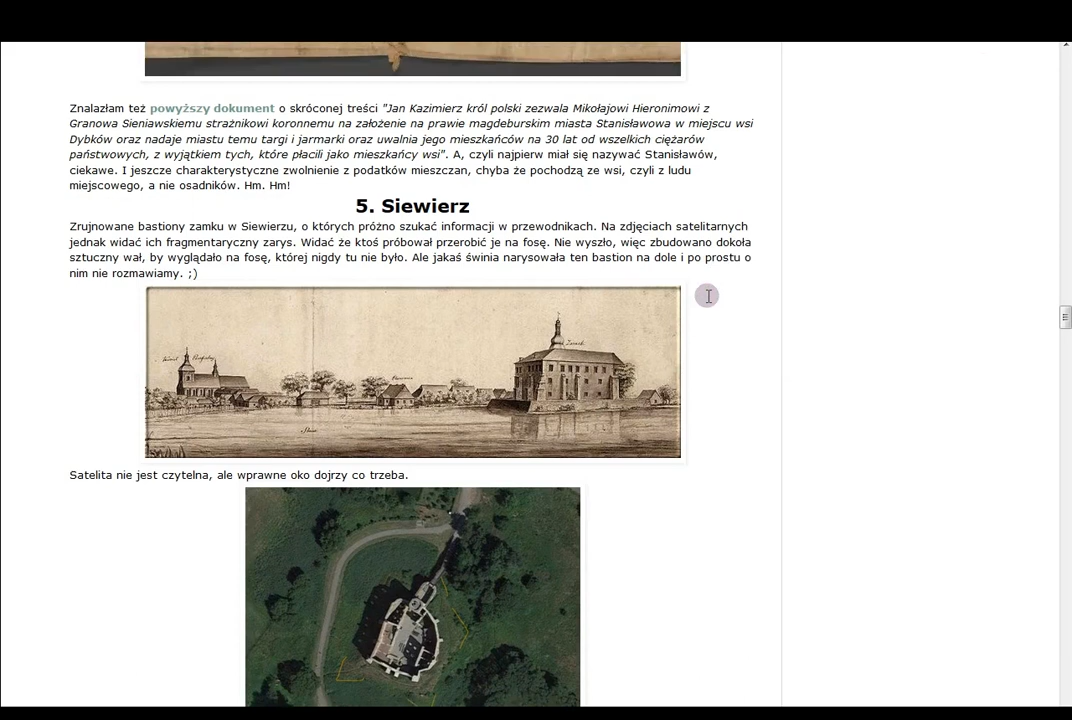 Znalazłam też powyższy dokument o skróconej treści "Jan Kazimierz król polski zezwala Mikołajowi Hieronimowi z
Granowa Sieniawskiemu strażnikowi koronnemu na założenie na prawie magdeburskim miasta Stanisławowa w miejscu wsi
Dybków oraz nadaje miastu temu targi i jarmarki oraz uwalnia jego mieszkańców na 30 lat od wszelkich ciężarów
państwowych, z wyjątkiem tych, które płacili jako mieszkańcy wsi". A, czyli najpierw miał się nazywać Stanisławów,
ciekawe. I jeszcze charakterystyczne zwolnienie z podatków mieszczan, chyba że pochodzą ze wsi, czyli z ludu
miejscowego, a nie osadników. Hm. Hm!
5. Siewierz
Zrujnowane bastiony zamku w Siewierzu, o których próżno szukać informacji w przewodnikach. Na zdjęciach satelitarnych
jednak widać ich fragmentaryczny zarys. Widać że ktoś próbował przerobić je na fosę. Nie wyszło, więc zbudowano dokoła
sztuczny wał, by wyglądało na fosę, której nigdy tu nie było. Ale jakaś świnia narysowała ten bastion na dole i po prostu o
nim nie rozmawiamy. ;)
Satelita nie jest czytelna, ale wprawne oko dojrzy co trzeba.